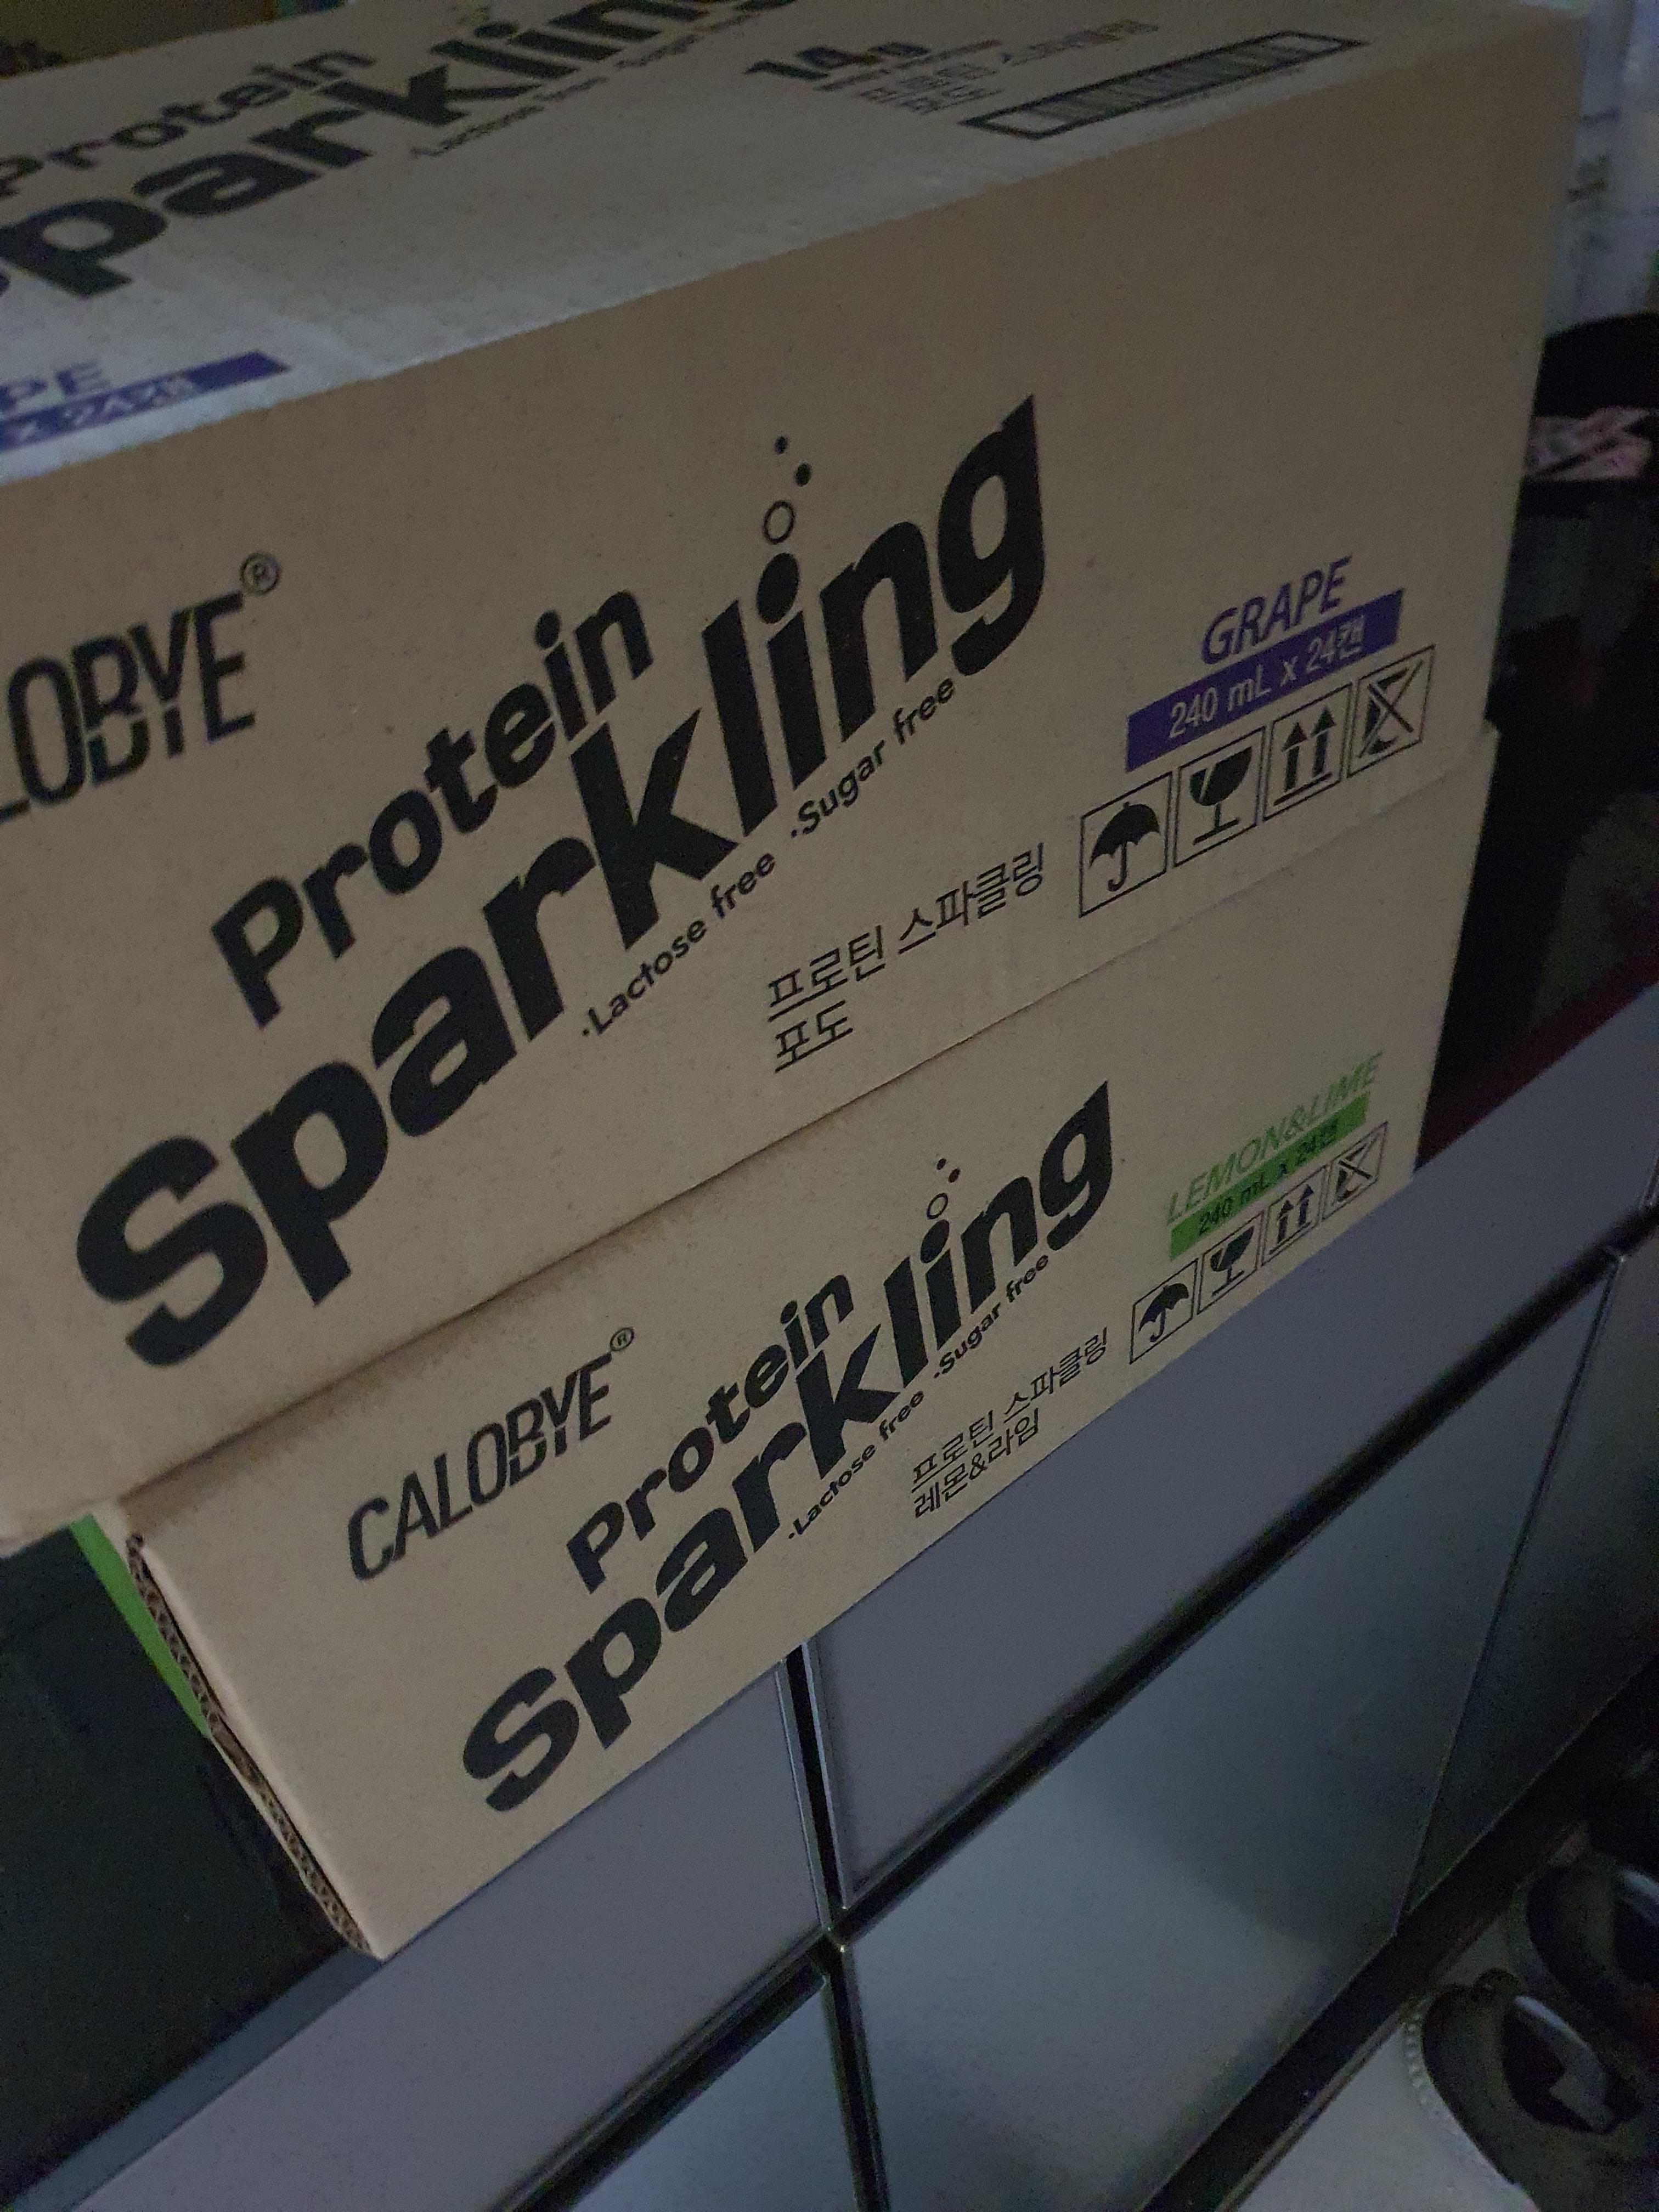 Protein
Sparkling
14g
CALOBYE®
Protein
Sparkling
·Lactose free ·Sugar free
프로틴 스파클링
포도
GRAPE
240 mL x 24캔
CALOBYE®
Protein
Sparkling
·Lactose free ·Sugar free
프로틴 스파클링
레몬&라임
LEMON&LIME
240 mL x 24캔